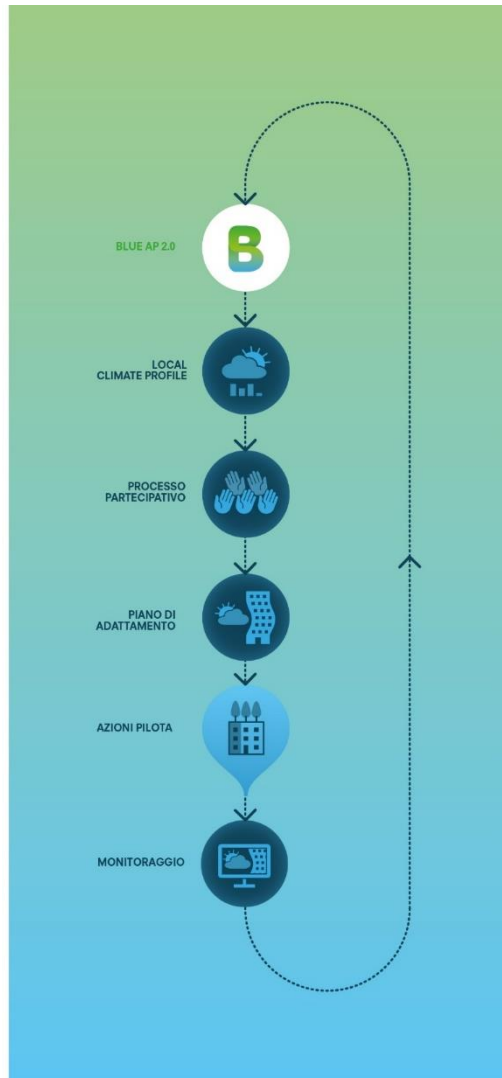 BLUE AP 2.0
B
LOCAL
CLIMATE PROFILE
PROCESSO
PARTECIPATIVO
PIANO DI
ADATTAMENTO
AZIONI PILOTA
MONITORAGGIO